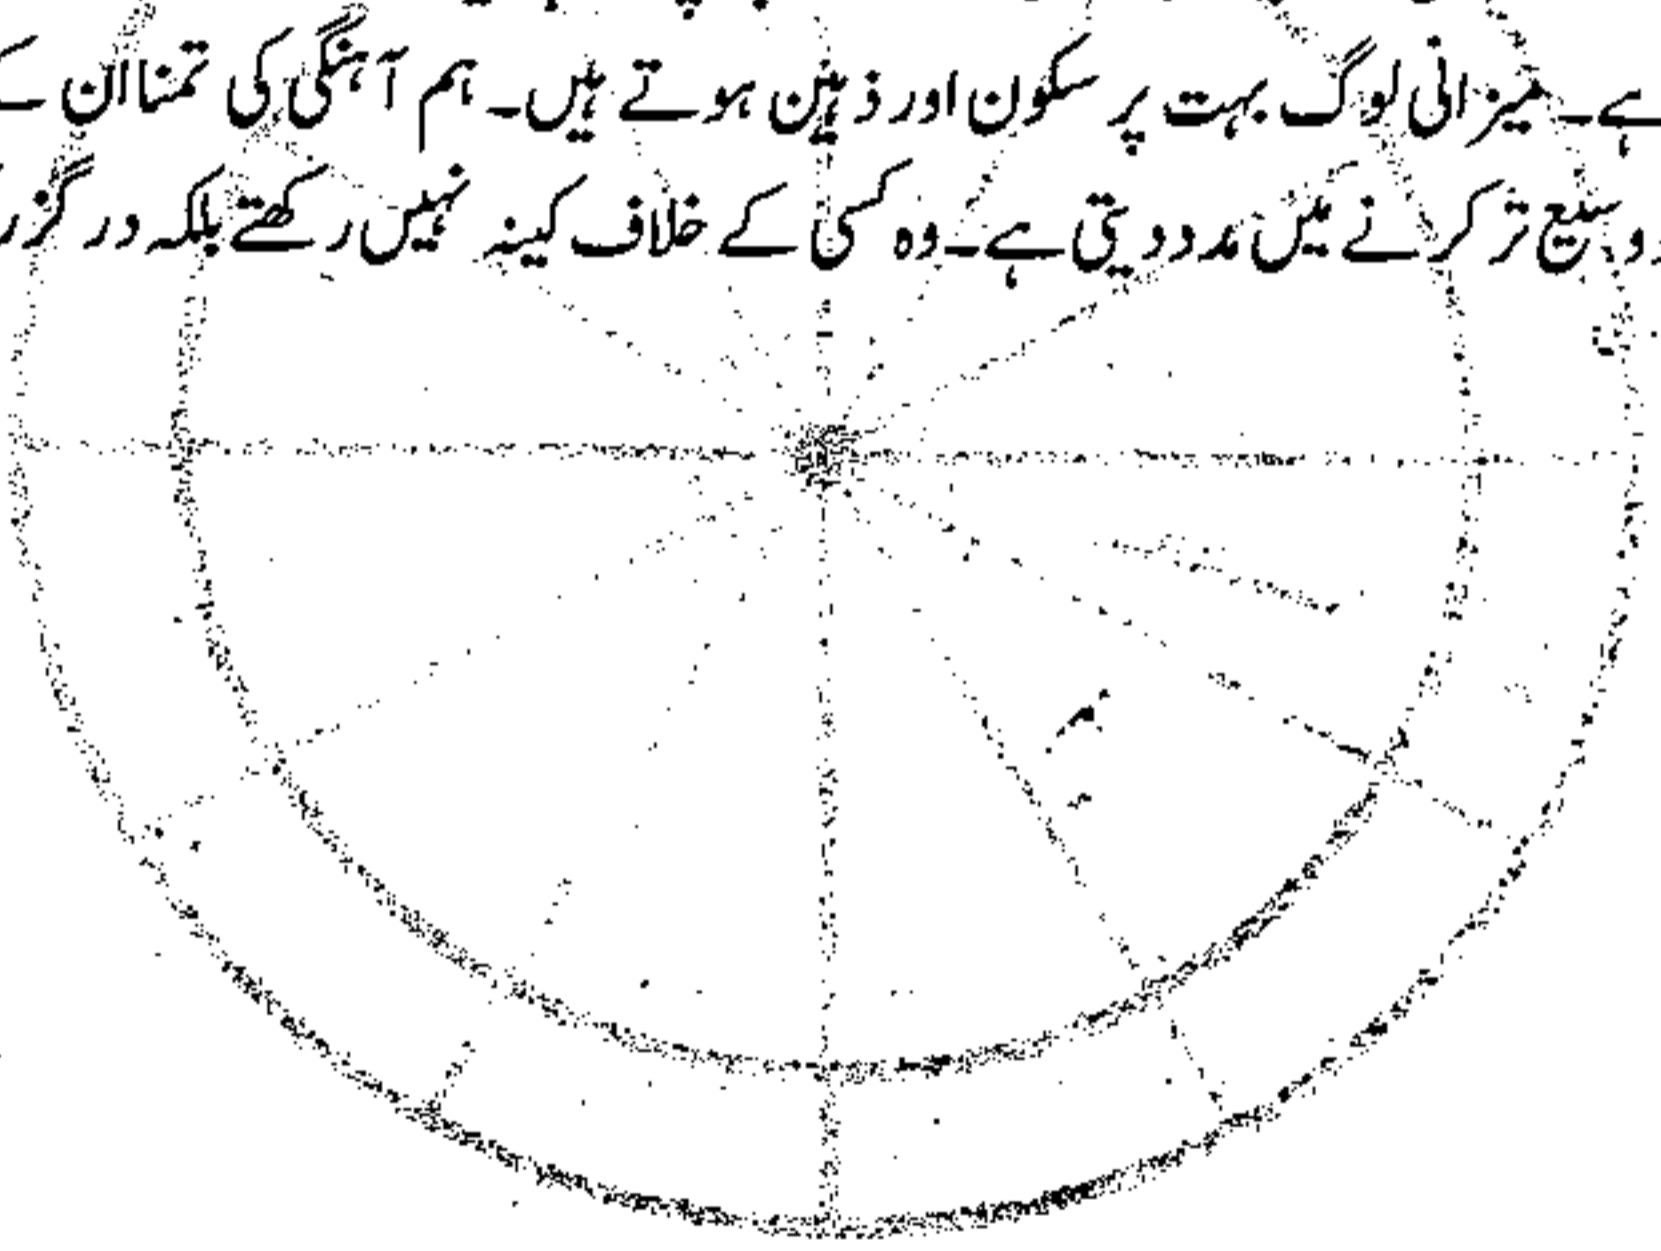 ہے۔ میزانی لوگ بہت پر سکون اور ذہین ہوتے ہیں۔ ہم آہنگی کی تمنا ان کے
وسیع تر کرنے میں مدد دیتی ہے۔ وہ کسی کے خلاف کینہ نہیں رکھتے بلکہ در گزر